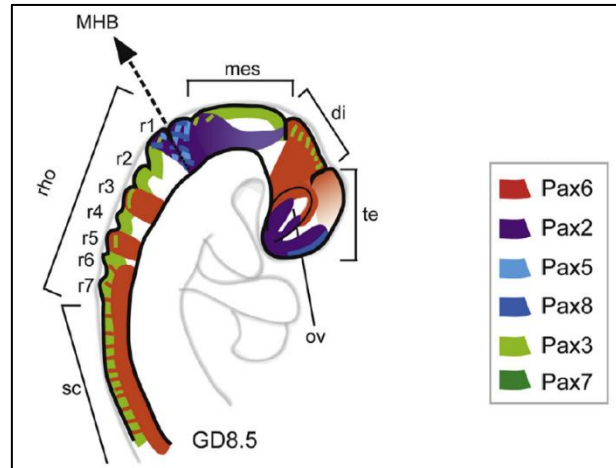 MHB
mes
di
r1
r2
rho
r3
r4
r5
r6
r7
te
ov
sc
GD8.5
Pax6
Pax2
Pax5
Pax8
Pax3
Pax7